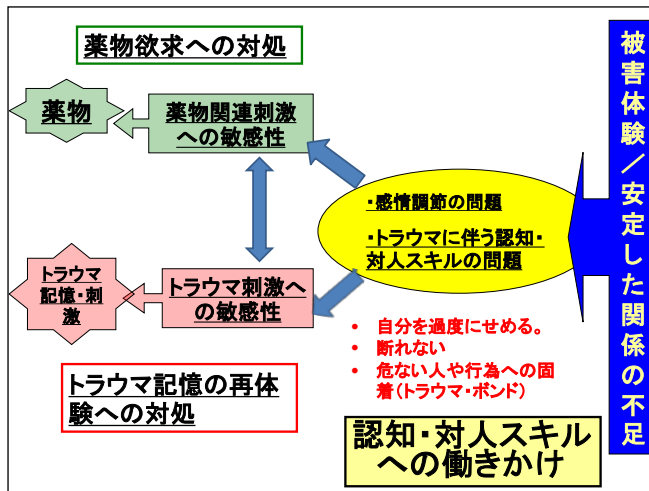 薬物欲求への対処
薬物
薬物関連刺激
への敏感性
・感情調節の問題
・トラウマに伴う認知・
対人スキルの問題
被害体験／安定した関係の不足
トラウマ
記憶・刺
激
トラウマ刺激へ
の敏感性
• 自分を過度にせめる。
• 断れない
• 危ない人や行為への固
着（トラウマ・ボンド）
トラウマ記憶の再体
験への対処
認知・対人スキル
への働きかけ